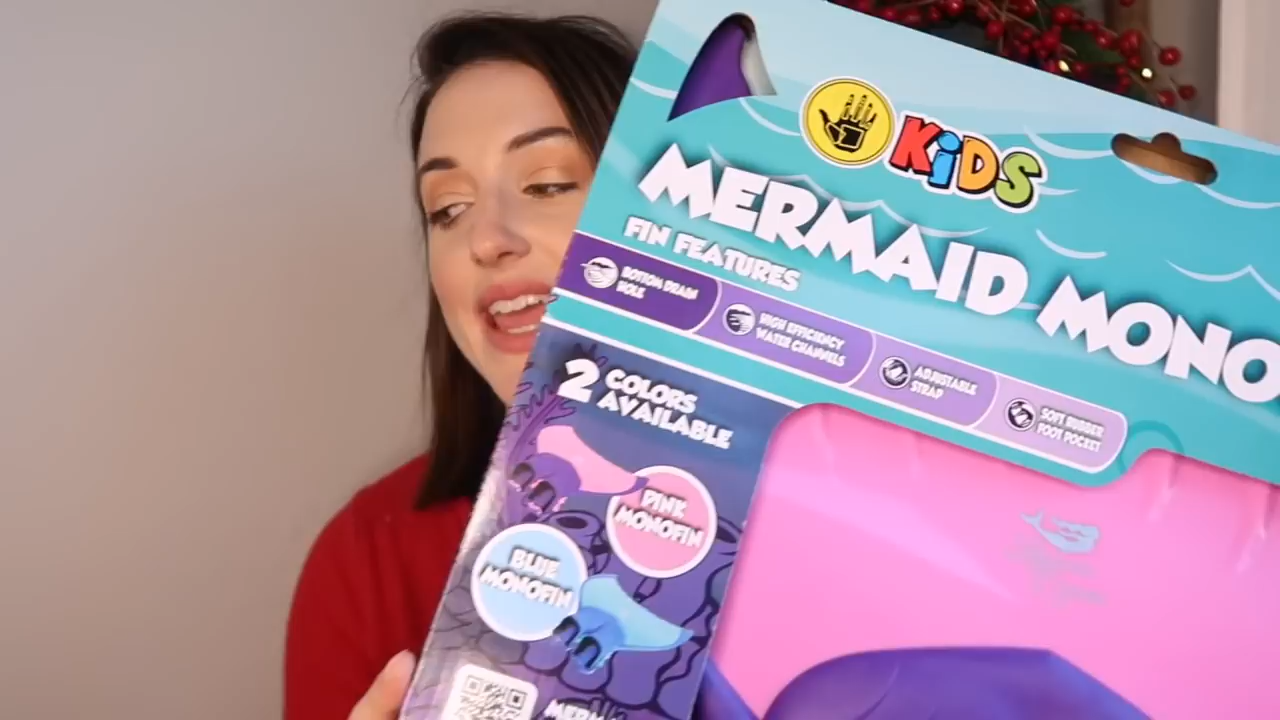 KiDS
MERMAID MONO
FIN FEATURES
BOTTOM DRAIN
HOLE
HIGH EFFICIENCY
WATER CHANNELS
ADJUSTABLE
STRAP
SOFT RUBBER
FOOT POCKET
2 COLORS
AVAILABLE
PINK
MONOFIN
BLUE
MONOFIN